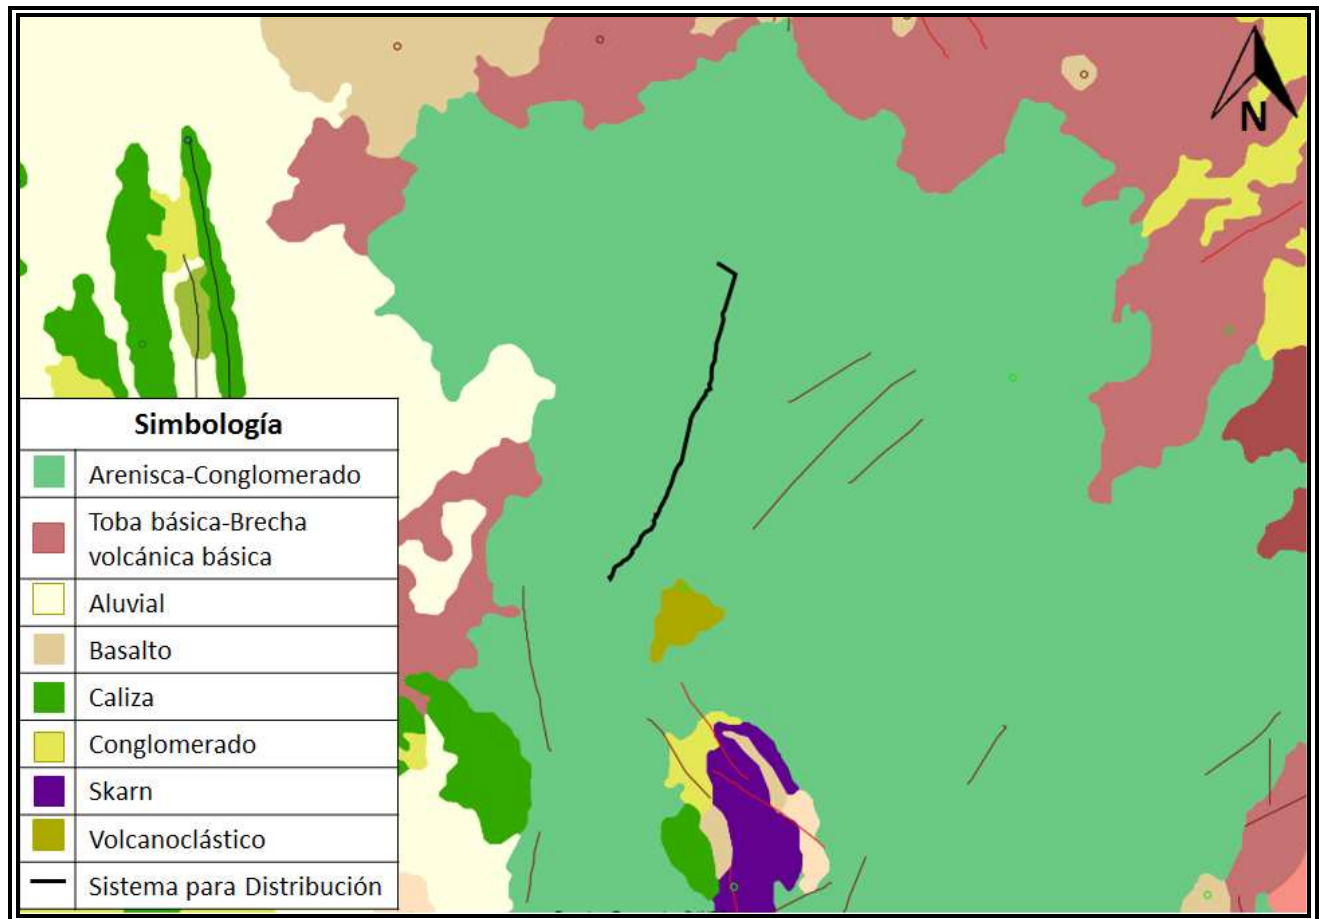 N
Simbología
Arenisca-Conglomerado
Toba básica-Brecha
volcánica básica
Aluvial
Basalto
Caliza
Conglomerado
Skarn
Volcanoclástico
Sistema para Distribución